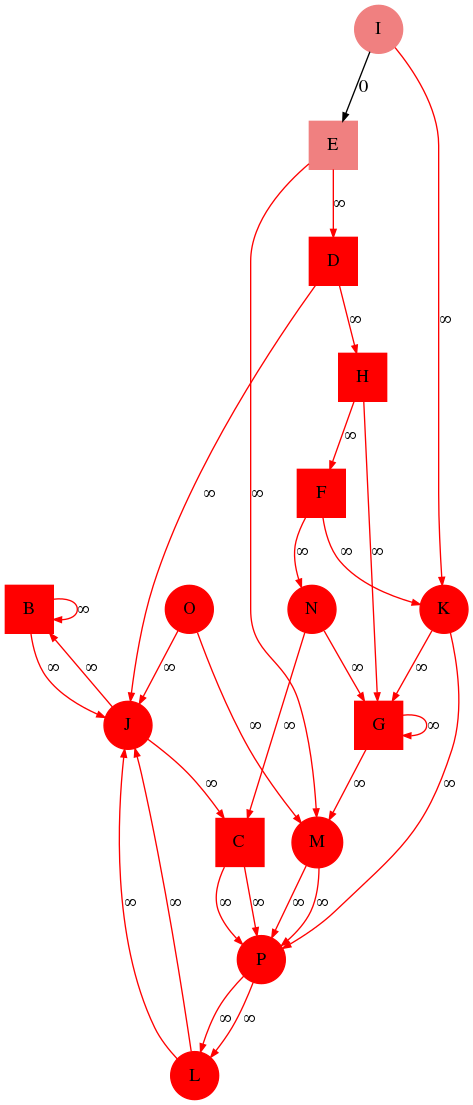 I
0
E
∞
D
∞ ∞
H
∞
F
∞ ∞
∞ ∞ ∞
B O N K
∞ ∞ ∞ ∞ ∞
∞
J G ∞
∞ ∞
∞ ∞ ∞
C M
∞ ∞ ∞ ∞
P
∞ ∞
L